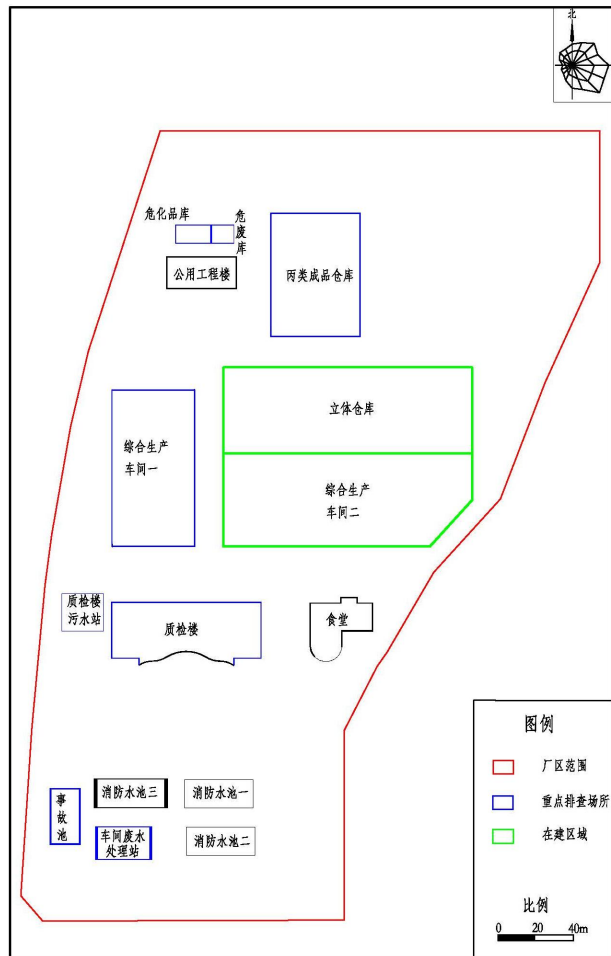 北
危化品库
危
废
库
公用工程楼
丙类成品仓库
立体仓库
综合生产
车间一
综合生产
车间二
质检楼
污水站
质检楼
食堂
事
故
池
消防水池三
消防水池一
车间废水
处理站
消防水池二
图例
厂区范围
重点排查场所
在建区域
比例
0 20 40m